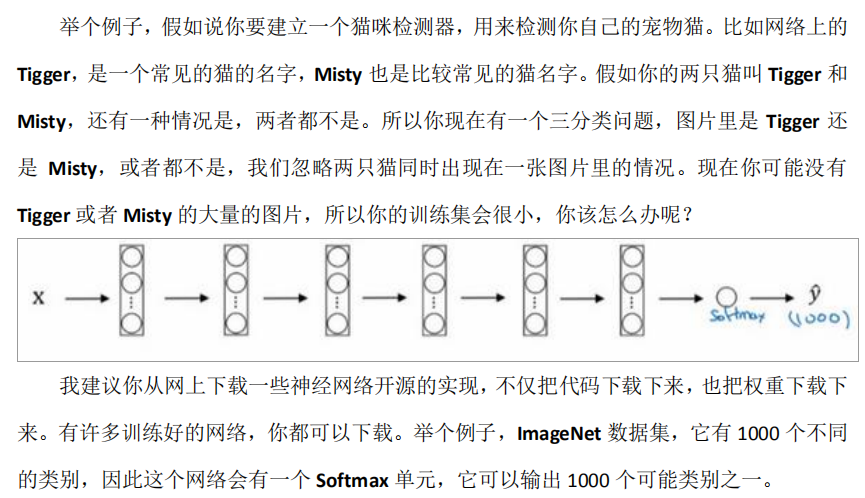 举个例子，假如说你要建立一个猫咪检测器，用来检测你自己的宠物猫。比如网络上的
Tigger，是一个常见的猫的名字，Misty 也是比较常见的猫名字。假如你的两只猫叫 Tigger 和
Misty，还有一种情况是，两者都不是。所以你现在有一个三分类问题，图片里是 Tigger 还
是 Misty，或者都不是，我们忽略两只猫同时出现在一张图片里的情况。现在你可能没有
Tigger 或者 Misty 的大量的图片，所以你的训练集会很小，你该怎么办呢？
X
ŷ
Softmax (1000)
我建议你从网上下载一些神经网络开源的实现，不仅把代码下载下来，也把权重下载下
来。有许多训练好的网络，你都可以下载。举个例子，ImageNet 数据集，它有 1000 个不同
的类别，因此这个网络会有一个 Softmax 单元，它可以输出 1000 个可能类别之一。